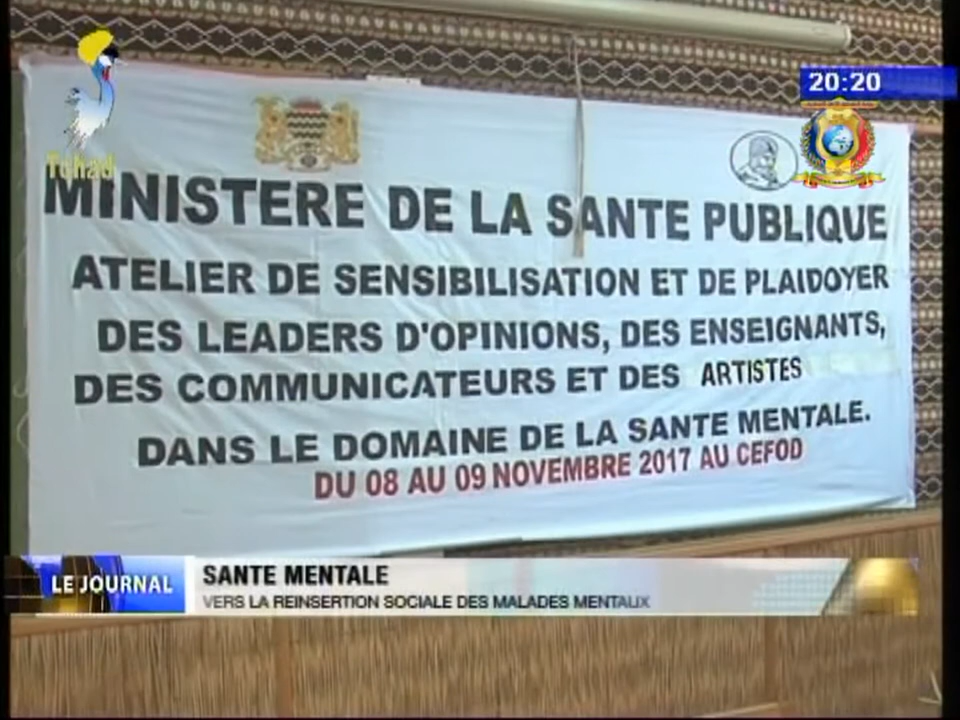 20:20
Tchad
MINISTERE DE LA SANTE PUBLIQUE
ATELIER DE SENSIBILISATION ET DE PLAIDOYER
DES LEADERS D'OPINIONS, DES ENSEIGNANTS,
DES COMMUNICATEURS ET DES ARTISTES
DANS LE DOMAINE DE LA SANTE MENTALE.
DU 08 AU 09 NOVEMBRE 2017 AU CEFOD
LE JOURNAL
SANTE MENTALE
VERS LA REINSERTION SOCIALE DES MALADES MENTAUX